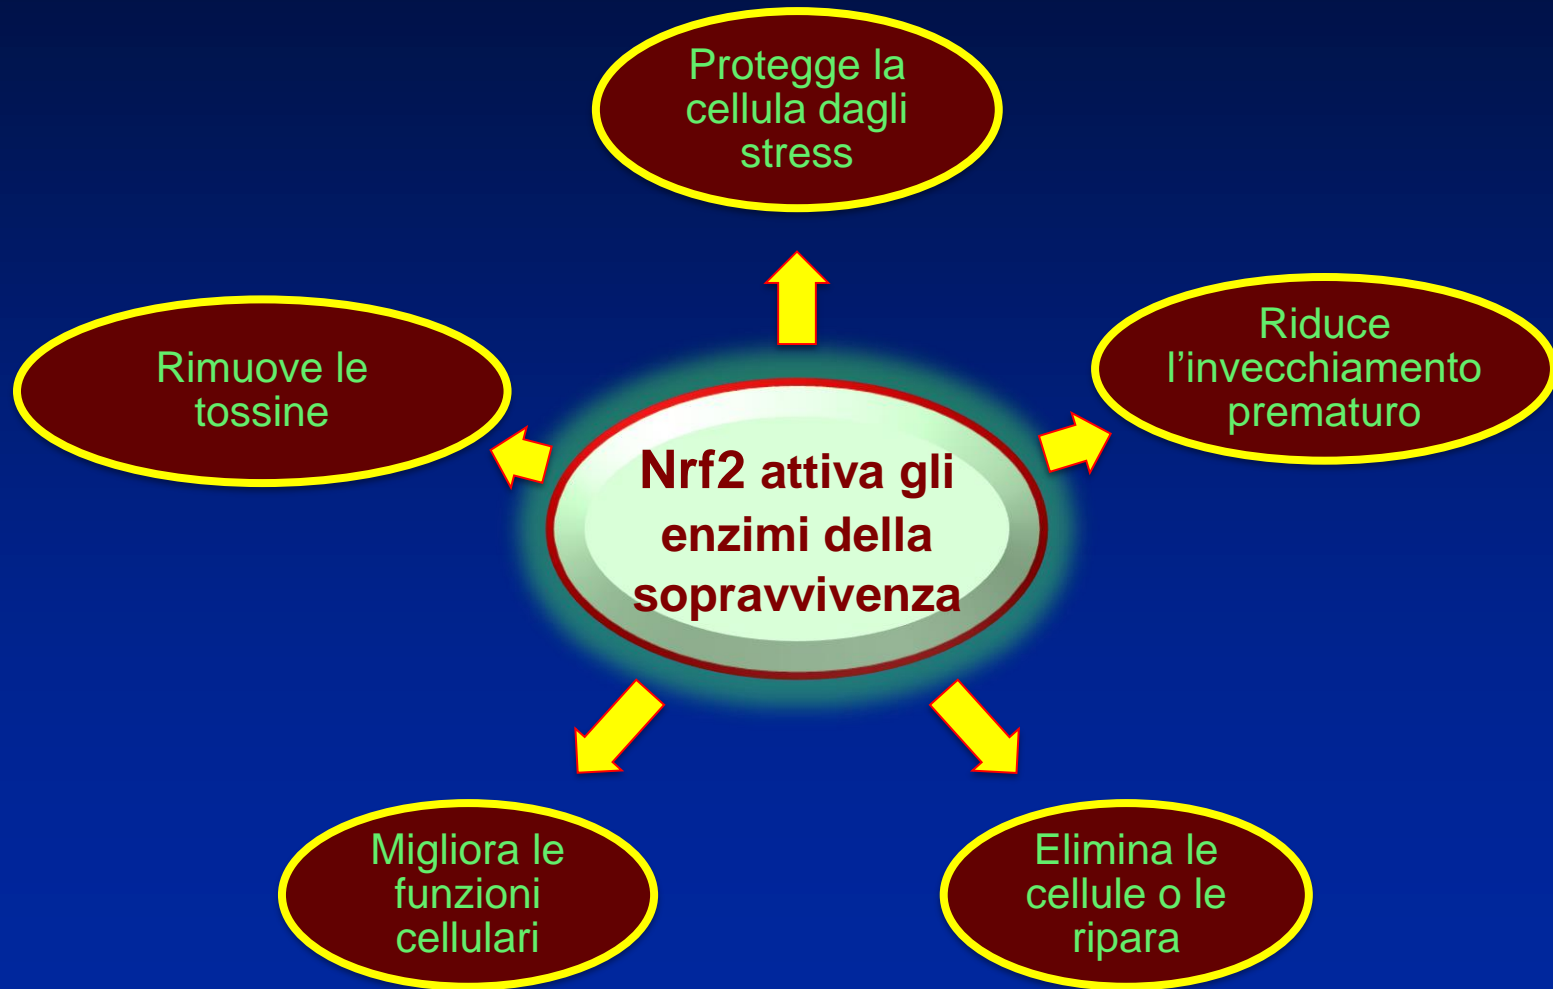 Protegge la
cellula dagli
stress
Rimuove le
tossine
Riduce
l’invecchiamento
prematuro
Nrf2 attiva gli
enzimi della
sopravvivenza
Migliora le
funzioni
cellulari
Elimina le
cellule o le
ripara